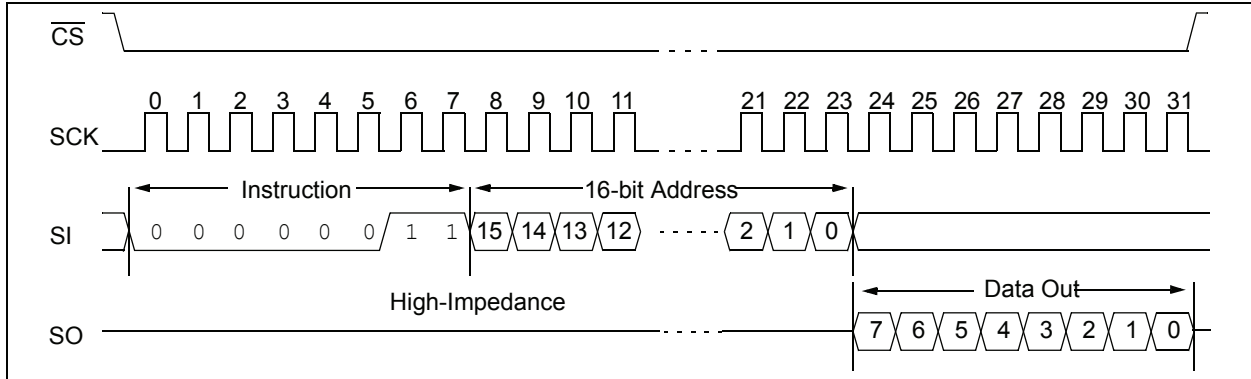 CS
0 1 2 3 4 5 6 7 8 9 10 11 21 22 23 24 25 26 27 28 29 30 31
SCK
Instruction 16-bit Address
SI 0 0 0 0 0 0 1 1 15 14 13 12 2 1 0
High-Impedance Data Out
SO 7 6 5 4 3 2 1 0